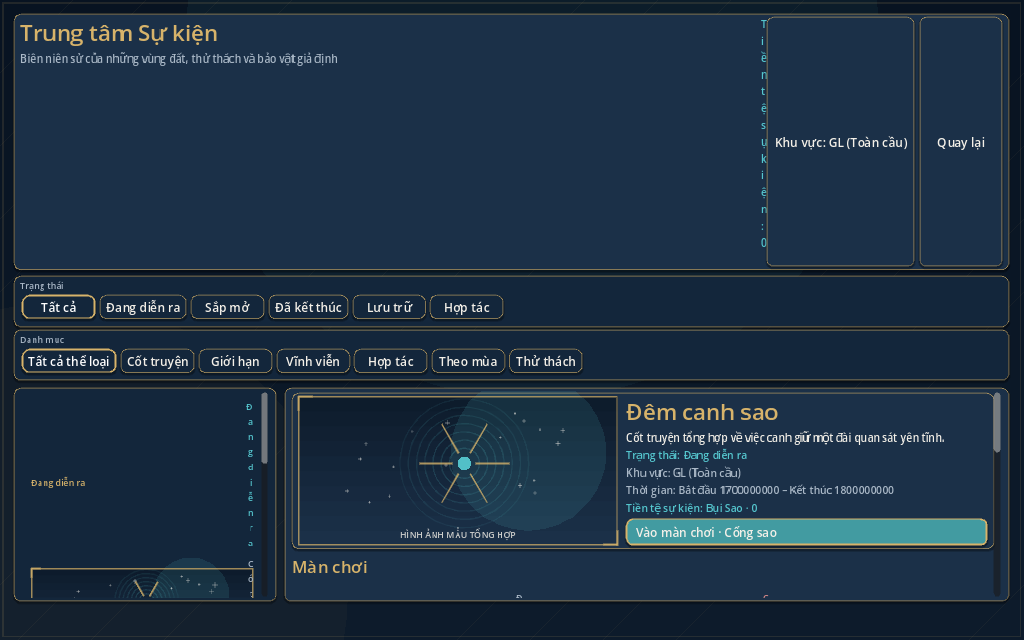 Trung tâm Sự kiện
Biên niên sử của những vùng đất, thử thách và bảo vật giả định
Tiền tệ sự kiện: 0
Khu vực: GL (Toàn cầu)
Quay lại
Trạng thái
Tất cả
Đang diễn ra
Sắp mở
Đã kết thúc
Lưu trữ
Hợp tác
Danh mục
Tất cả thể loại
Cốt truyện
Giới hạn
Vĩnh viễn
Hợp tác
Theo mùa
Thử thách
Đang diễn ra
Đang diễn ra
HÌNH ẢNH MẪU TỔNG HỢP
Đêm canh sao
Cốt truyện tổng hợp về việc canh giữ một đài quan sát yên tĩnh.
Trạng thái: Đang diễn ra
Khu vực: GL (Toàn cầu)
Thời gian: Bắt đầu 1700000000 – Kết thúc 1800000000
Tiền tệ sự kiện: Bụi Sao · 0
Vào màn chơi · Cổng sao
Màn chơi